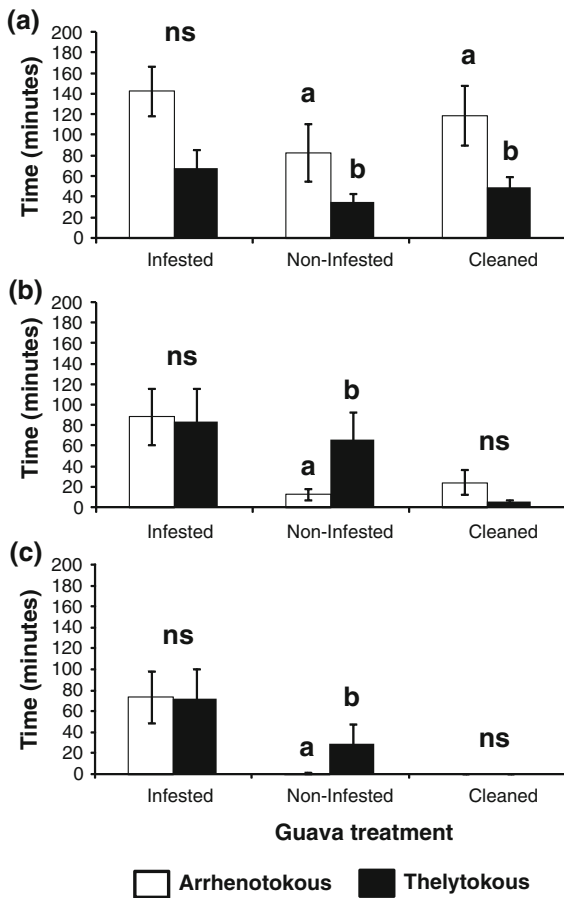 (a)
Time (minutes)
200
180
160
140
120
100
80
60
40
20
0
ns
a
b
a
b
Infested Non-Infested Cleaned
(b)
Time (minutes)
200
180
160
140
120
100
80
60
40
20
0
ns
a
b
ns
Infested Non-Infested Cleaned
(c)
Time (minutes)
200
180
160
140
120
100
80
60
40
20
0
ns
a
b
ns
Infested Non-Infested Cleaned
Guava treatment
Arrhenotokous Thelytokous